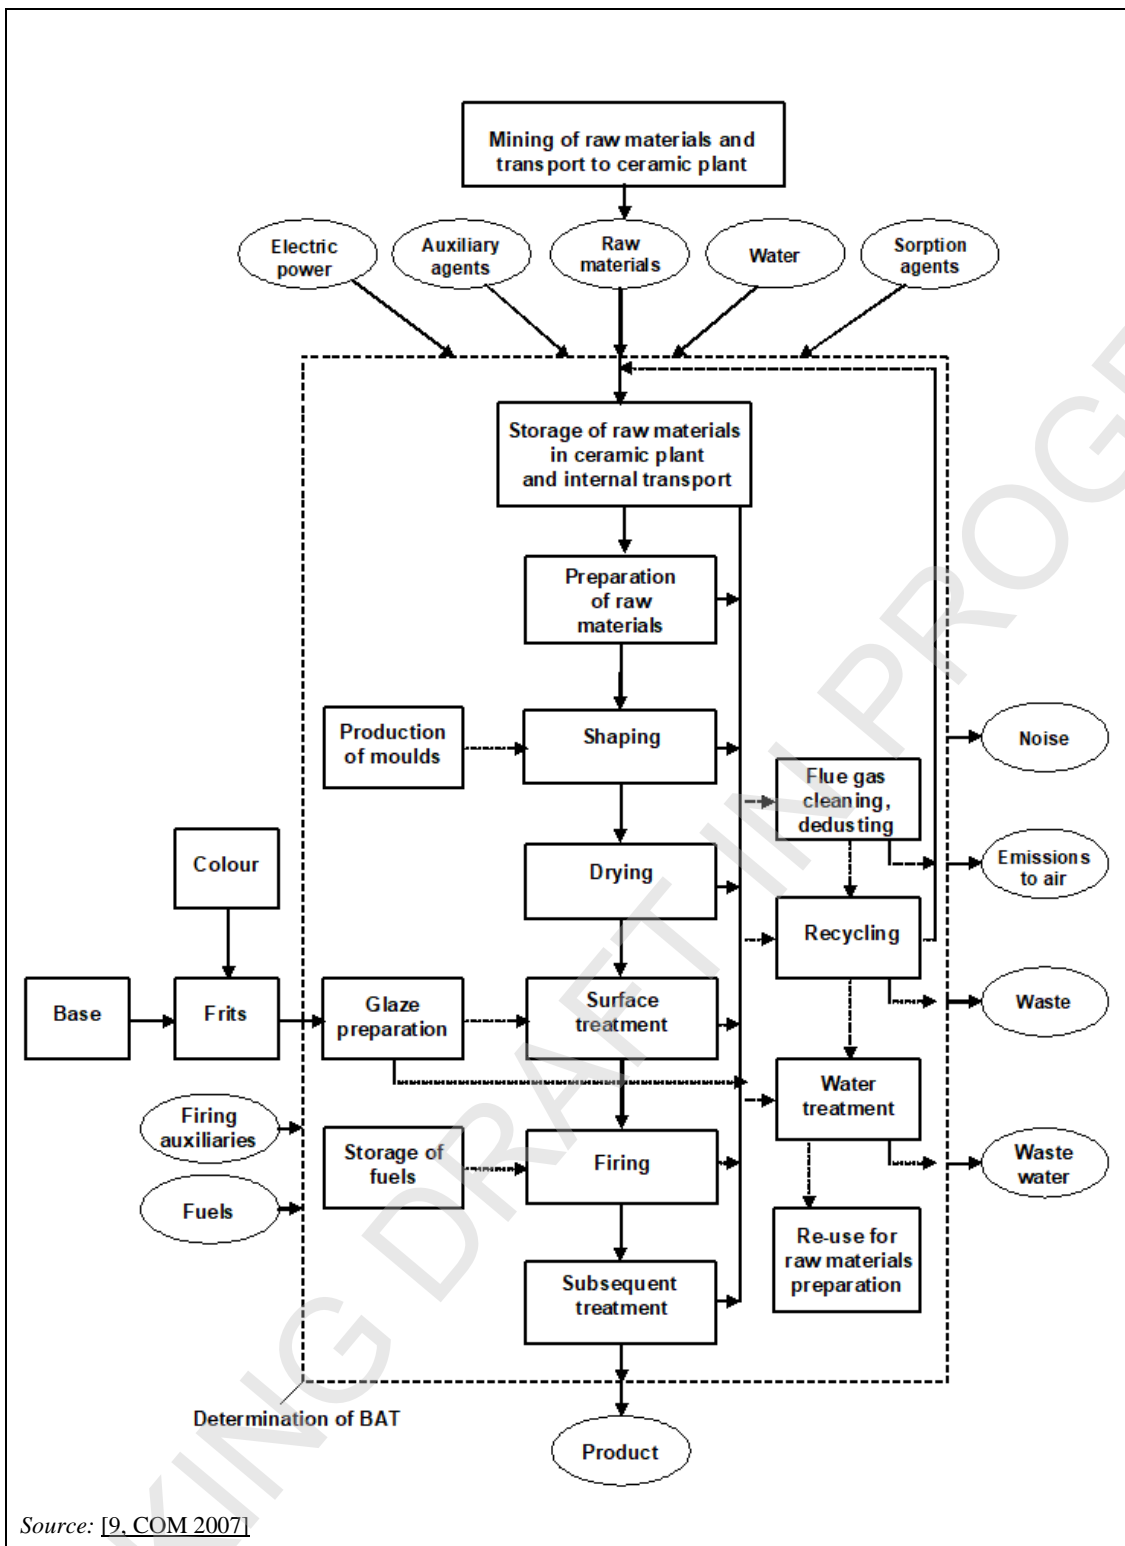 Mining of raw materials and
transport to ceramic plant
Electric
power
Auxiliary
agents
Raw
materials
Water
Sorption
agents
Storage of raw materials
in ceramic plant
and internal transport
Preparation
of raw
materials
Production
of moulds
Shaping
Noise
Flue gas
cleaning,
dedusting
Colour
Drying
Emissions
to air
Recycling
Base
Frits
Glaze
preparation
Surface
treatment
Waste
Water
treatment
Firing
auxiliaries
Storage of
fuels
Firing
Waste
water
Fuels
Re-use for
raw materials
preparation
Subsequent
treatment
Determination of BAT
Product
Source: [9, COM 2007]
KING DRAFT IN PROG